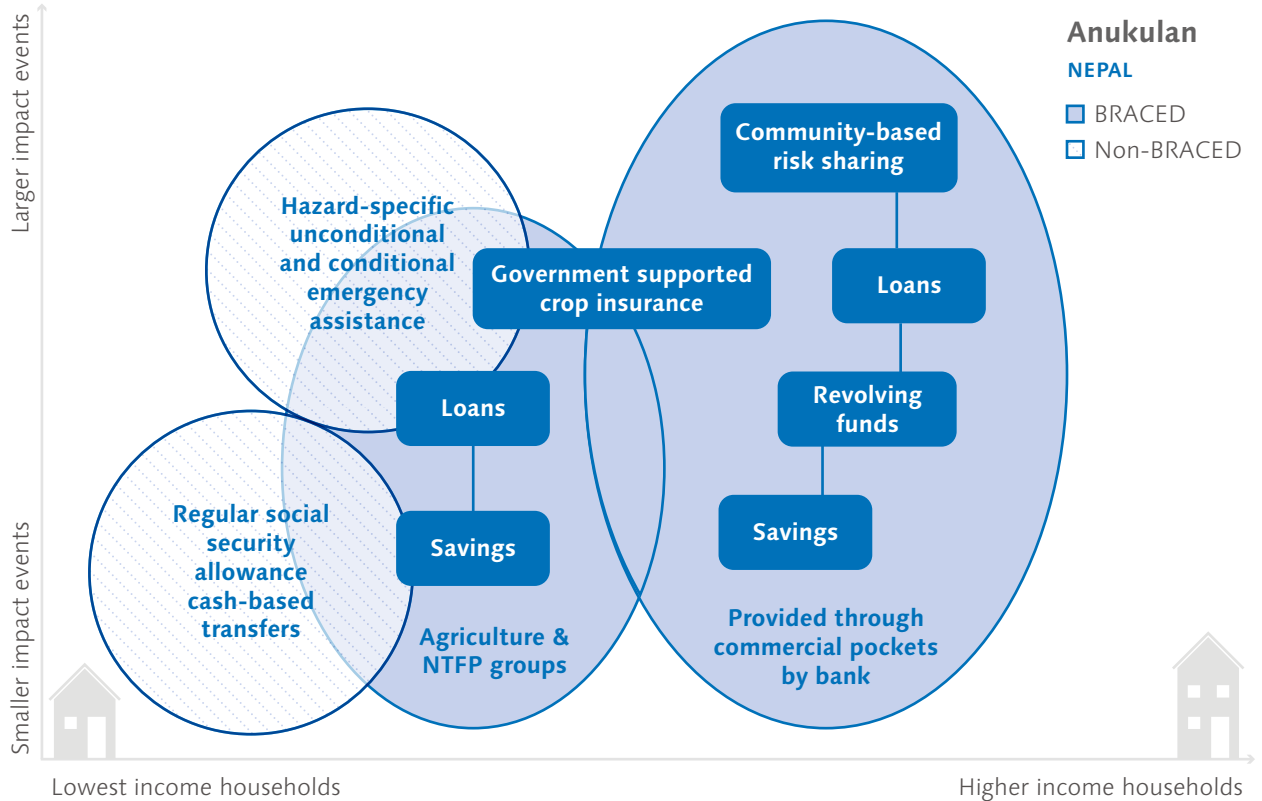 Larger impact events
Smaller impact events
Anukulan
NEPAL
BRACED
Non-BRACED
Hazard-specific
unconditional
and conditional
emergency
assistance
Regular social
security
allowance
cash-based
transfers
Government supported
crop insurance
Loans
Savings
Agriculture &
NTFP groups
Community-based
risk sharing
Loans
Revolving
funds
Savings
Provided through
commercial pockets
by bank
Lowest income households
Higher income households